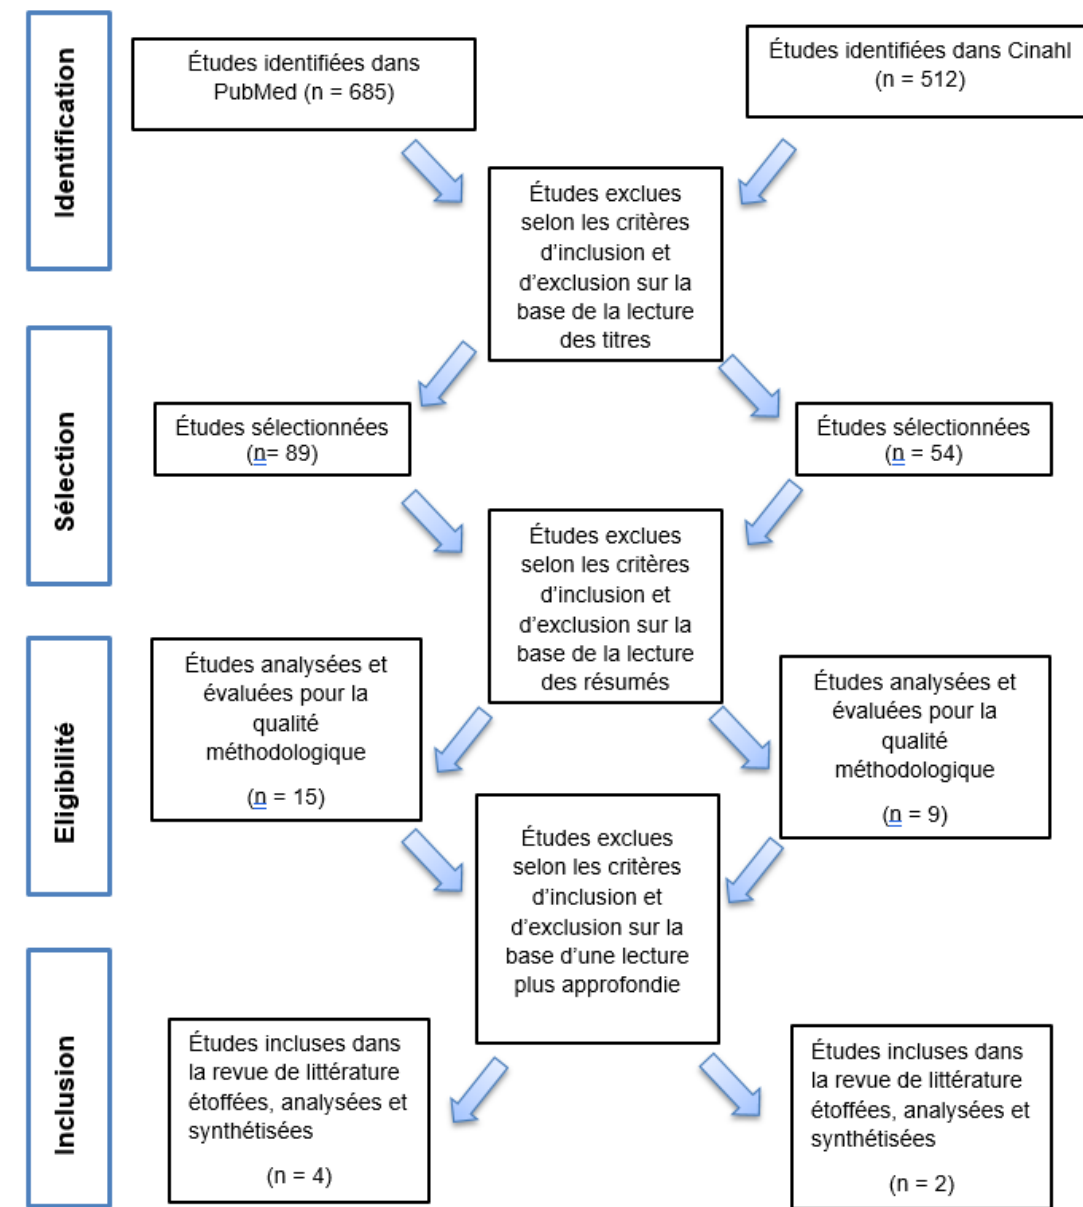 Identification
Études identifiées dans
PubMed (n = 685)
Études identifiées dans Cinahl
(n = 512)
Études exclues
selon les critères
d’inclusion et
d’exclusion sur la
base de la lecture
des titres
Sélection
Études sélectionnées
(n= 89)
Études sélectionnées
(n = 54)
Études exclues
selon les critères
d’inclusion et
d’exclusion sur la
base de la lecture
des résumés
Eligibilité
Études analysées et
évaluées pour la
qualité
méthodologique
(n = 15)
Études analysées et
évaluées pour la
qualité
méthodologique
(n = 9)
Études exclues
selon les critères
d’inclusion et
d’exclusion sur la
base d’une lecture
plus approfondie
Inclusion
Études incluses dans
la revue de littérature
étoffées, analysées et
synthétisées
(n = 4)
Études incluses dans
la revue de littérature
étoffées, analysées et
synthétisées
(n = 2)